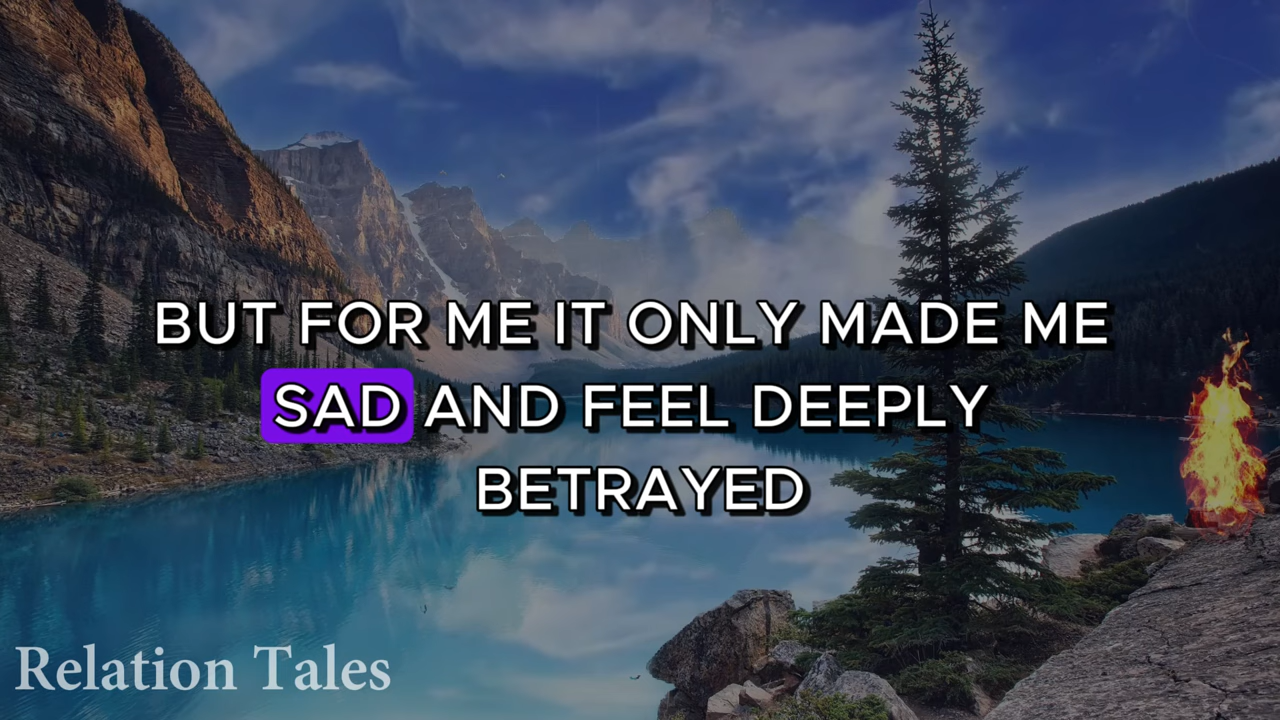 BUT FOR ME IT ONLY MADE ME
SAD AND FEEL DEEPLY
BETRAYED
Relation Tales